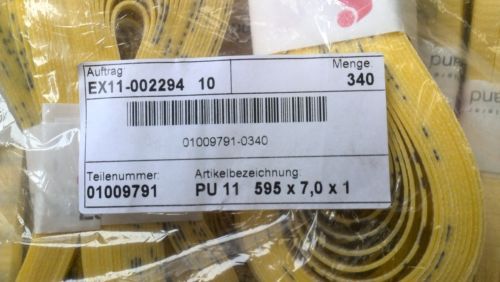 Auftrag
EX11-002294 10
Menge:
340
01009791-0340
Teilenummer:
01009791
Artikelbezeichnung:
PU 11 595 x 7,0 x 1